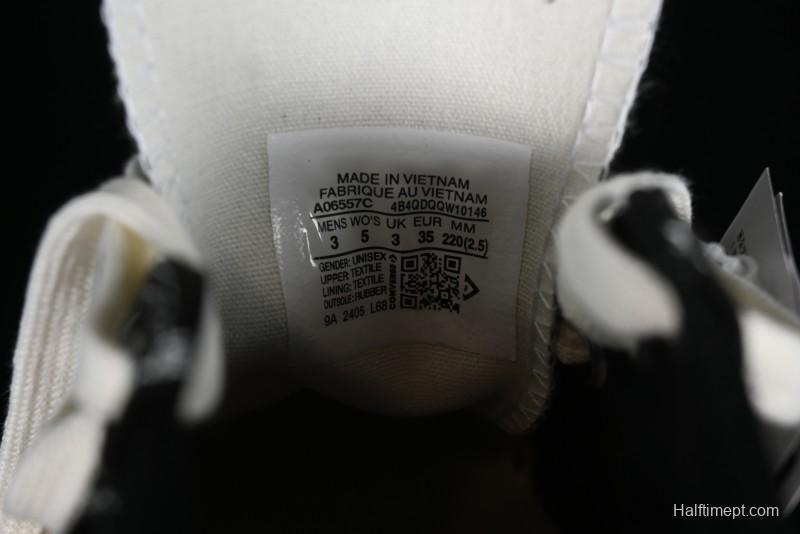 MADE IN VIETNAM
FABRIQUE AU VIETNAM
A06557C 4B4QDQQW10146
MENS WO'S UK EUR MM
3 5 3 35 220(2.5)
GENDER: UNISEX
UPPER: TEXTILE
LINING: TEXTILE
OUTSOLE: RUBBER
9A 2405 L68
Halftimept.com